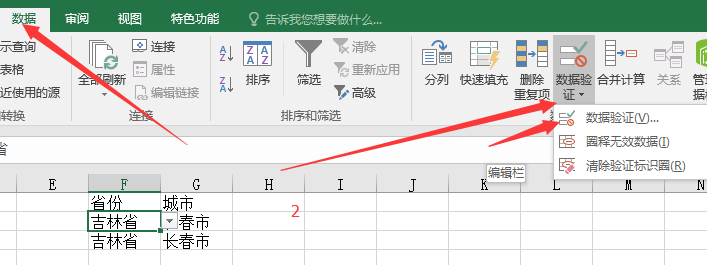 数据 审阅 视图 特色功能 告诉我您想要做什么...
示查询 连接 清除
表格 属性 重新应用
近使用的源 全部刷新 编辑链接 排序 筛选 高级 分列 快速填充 删除 重复项 数据验证 合并计算 关系 管
转换 连接 排序和筛选 数
数据验证(V)...
圈释无效数据(I)
清除验证标识圈(R)
省
编辑栏
E F G H I J K L M N
省份 城市
吉林省 春市 2
吉林省 长春市